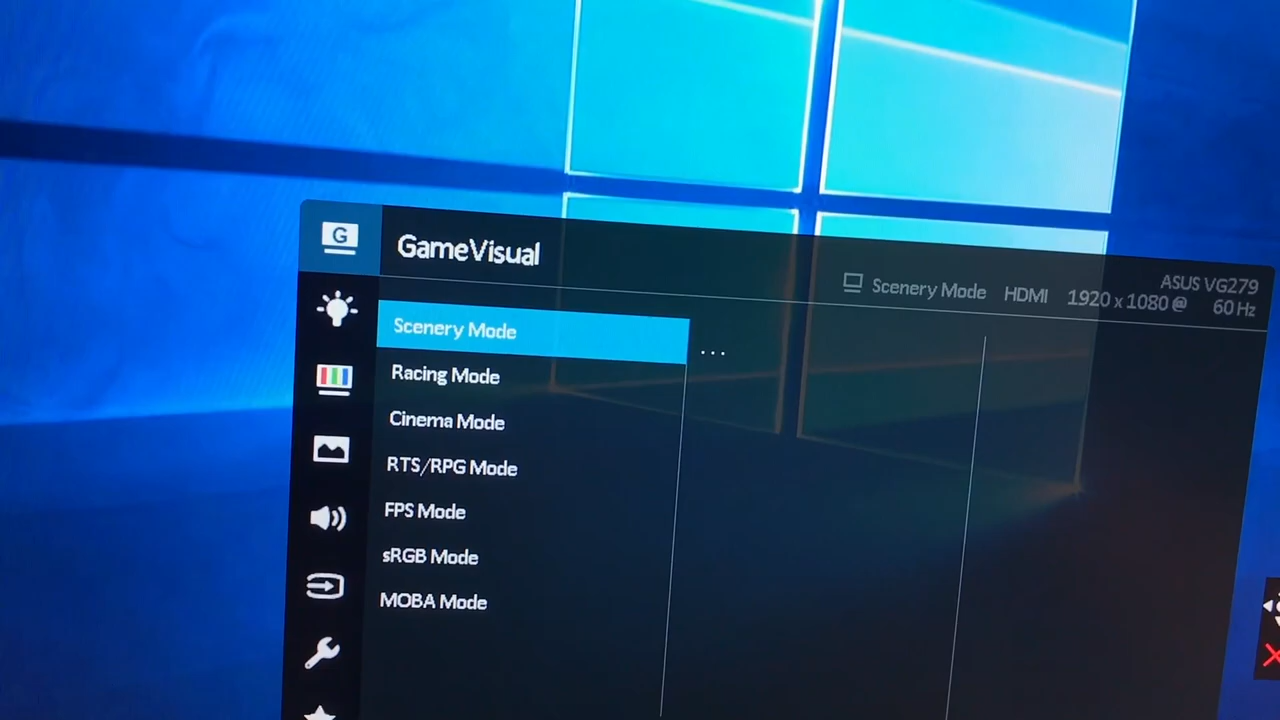 G
GameVisual
Scenery Mode HDMI 1920 x 1080 @ 60 Hz
ASUS VG279
Scenery Mode
...
Racing Mode
Cinema Mode
RTS/RPG Mode
FPS Mode
sRGB Mode
MOBA Mode